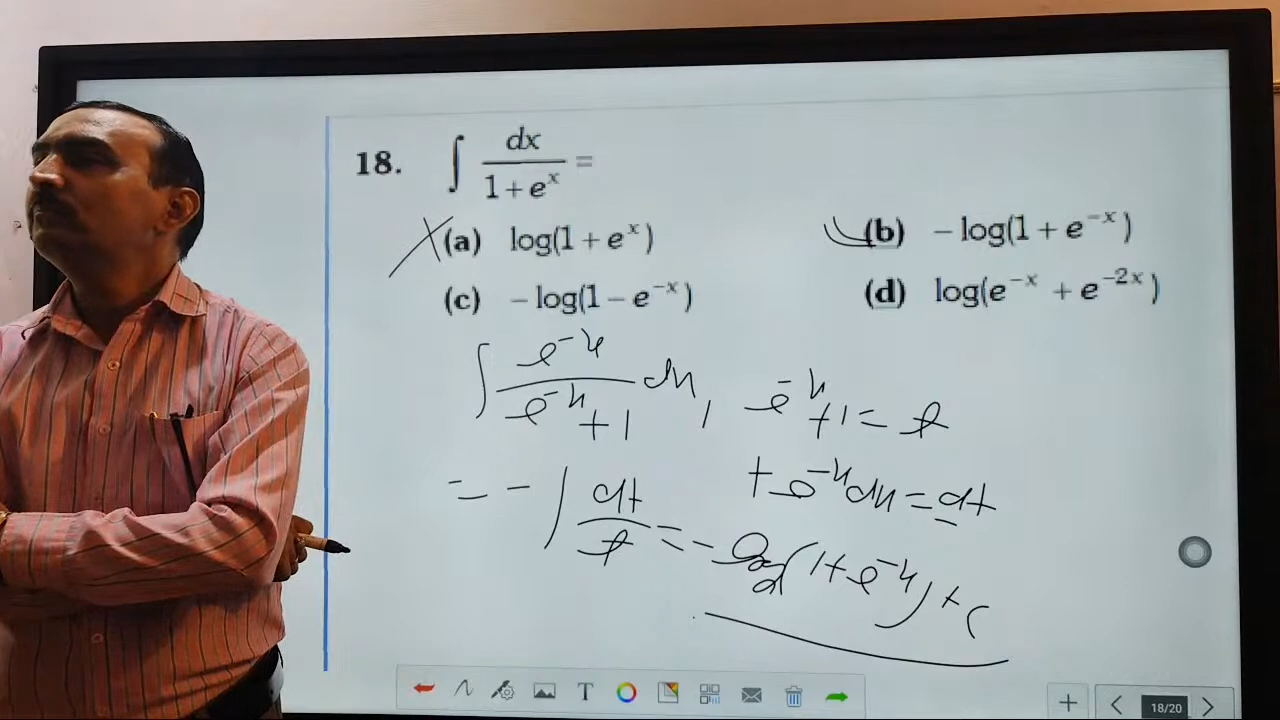 18. ∫ dx / (1 + e^x) =
(a) log(1 + e^x)
(b) – log(1 + e^–x)
(c) – log(1 – e^–x)
(d) log(e^–x + e^–2x)
∫ e^-x / (e^-x + 1) dx, e^-x + 1 = t
+ e^-x dx = dt
= - ∫ dt / t = - log(1 + e^-x) + c
T
18/20